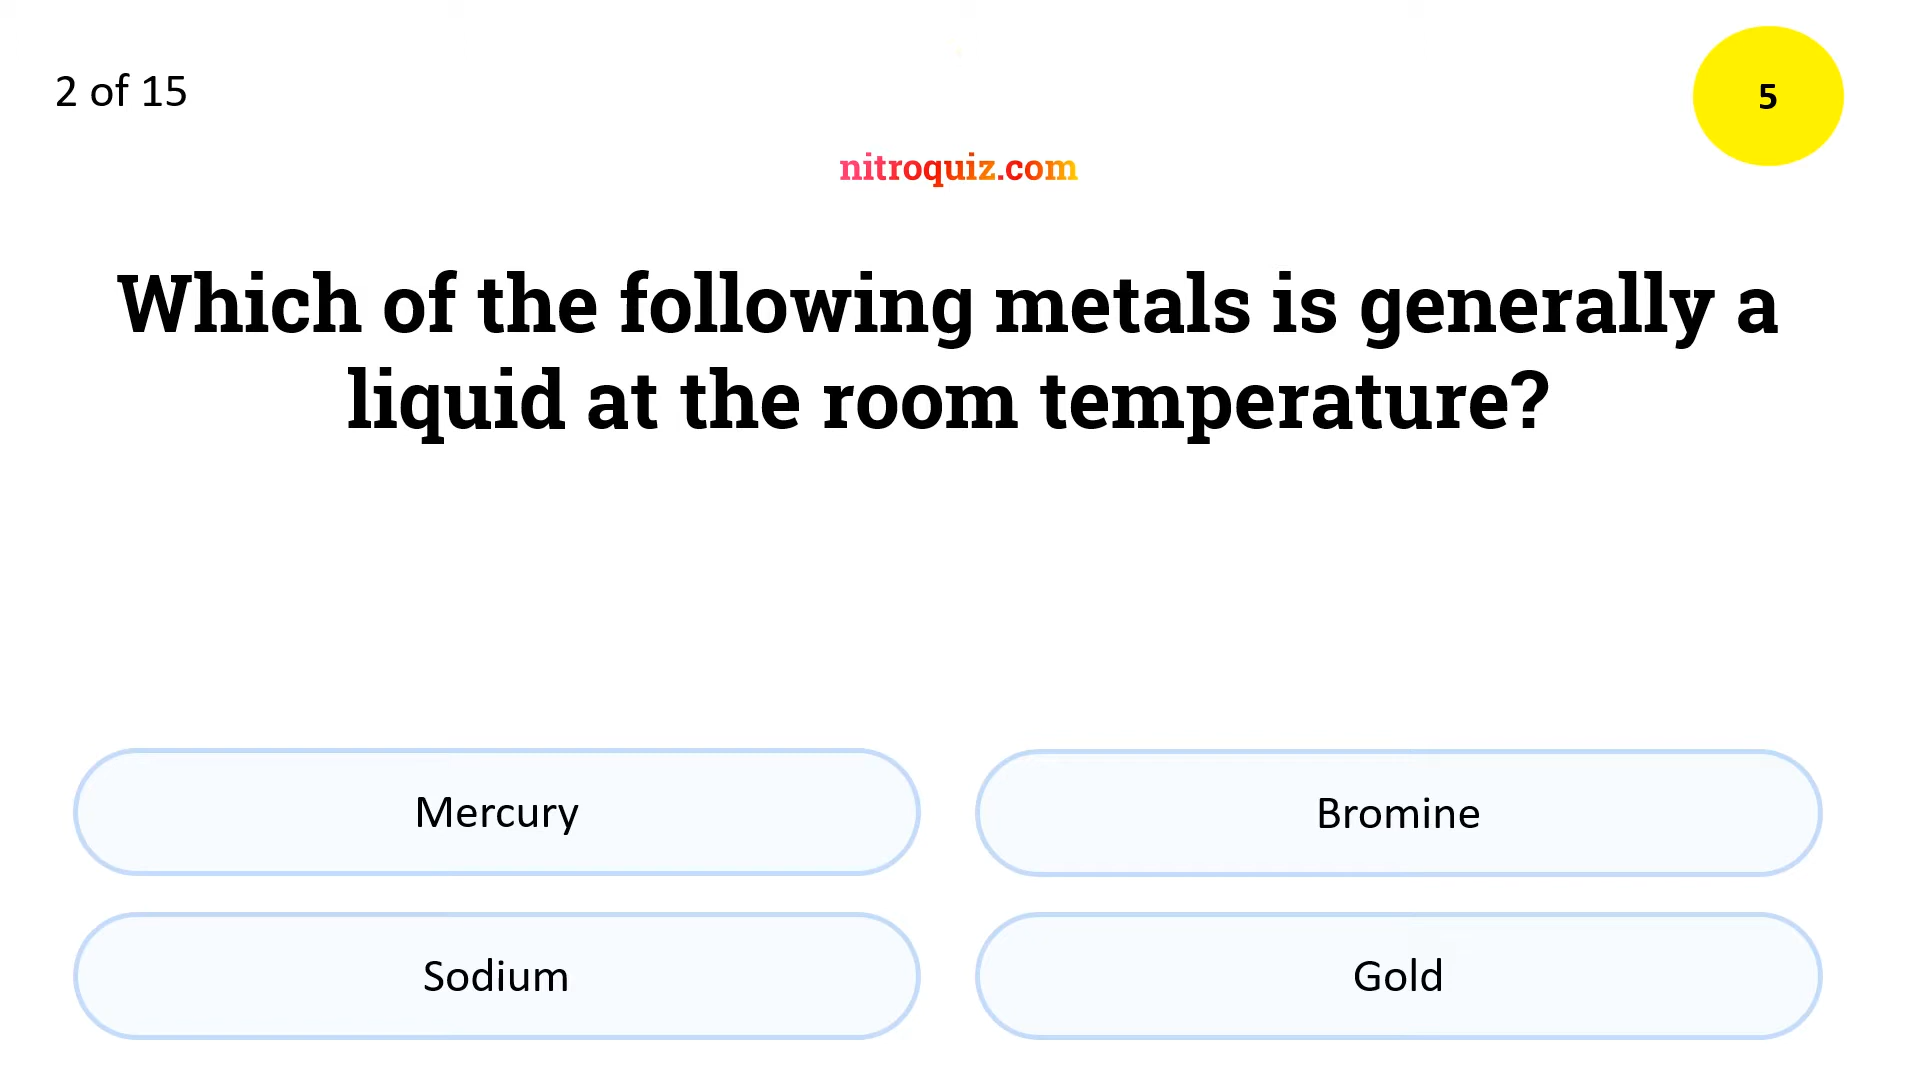 2 of 15
5
nitroquiz.com
Which of the following metals is generally a
liquid at the room temperature?
Mercury
Bromine
Sodium
Gold